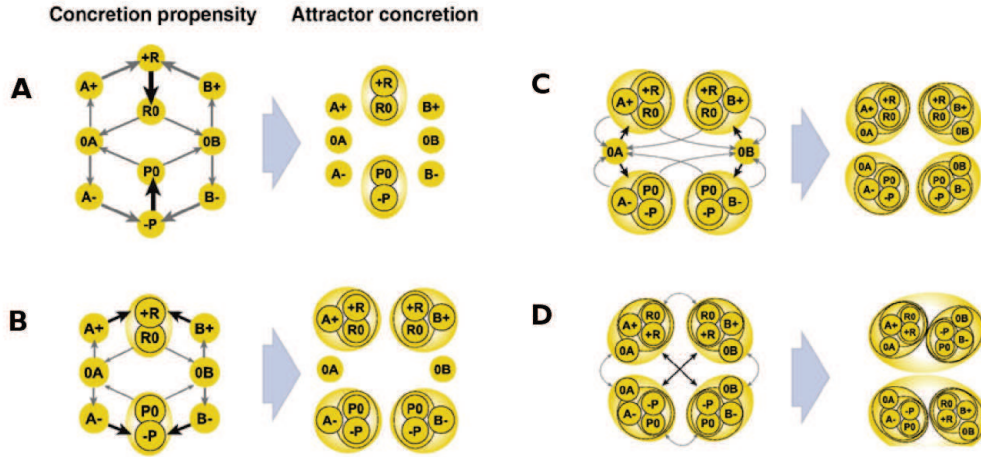 Concretion propensity Attractor concretion
A
+R
A+ B+
R0
0A 0B
P0
A- B-
-P
+R
R0
A+ B+
0A 0B
A- B-
P0
-P
B
+R
A+ B+
R0
0A 0B
P0
A- B-
-P
+R +R
A+ B+
R0 R0
0A 0B
P0 P0
A- B-
-P -P
C
+R +R
A+ B+
R0 R0
0A 0B
P0 P0
A- B-
-P -P
+R +R
A+ B+
R0 R0
0A 0B
0A 0B
P0 P0
A- B-
-P -P
D
R0 R0
A+ B+
+R +R
0A 0B
0A 0B
-P -P
A- B-
P0 P0
R0 0B
A+ -P
+R B-
0A P0
0A R0
-P B+
A- +R
P0 0B